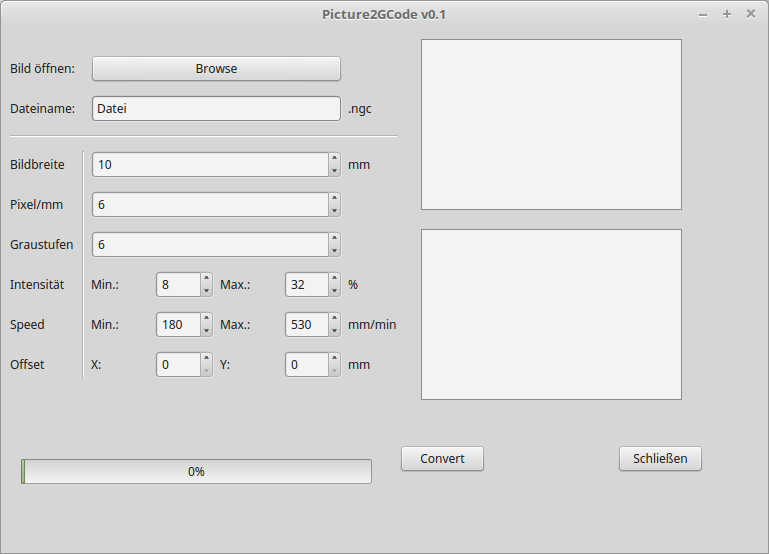 Picture2GCode v0.1
Bild öffnen: Browse
Dateiname: Datei .ngc
Bildbreite 10 mm
Pixel/mm 6
Graustufen 6
Intensität Min.: 8 Max.: 32 %
Speed Min.: 180 Max.: 530 mm/min
Offset X: 0 Y: 0 mm
Convert Schließen
0%